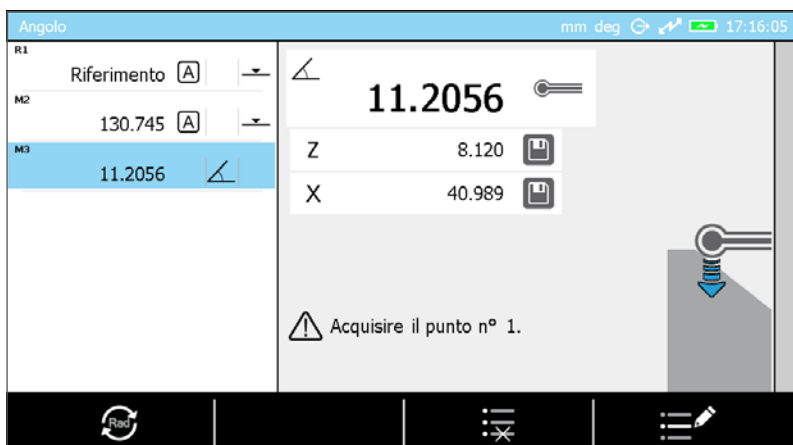 Angolo mm deg 17:16:05
R1
Riferimento A
M2
130.745 A
M3
11.2056
11.2056
Z 8.120
X 40.989
Acquisire il punto nº 1.
Rad